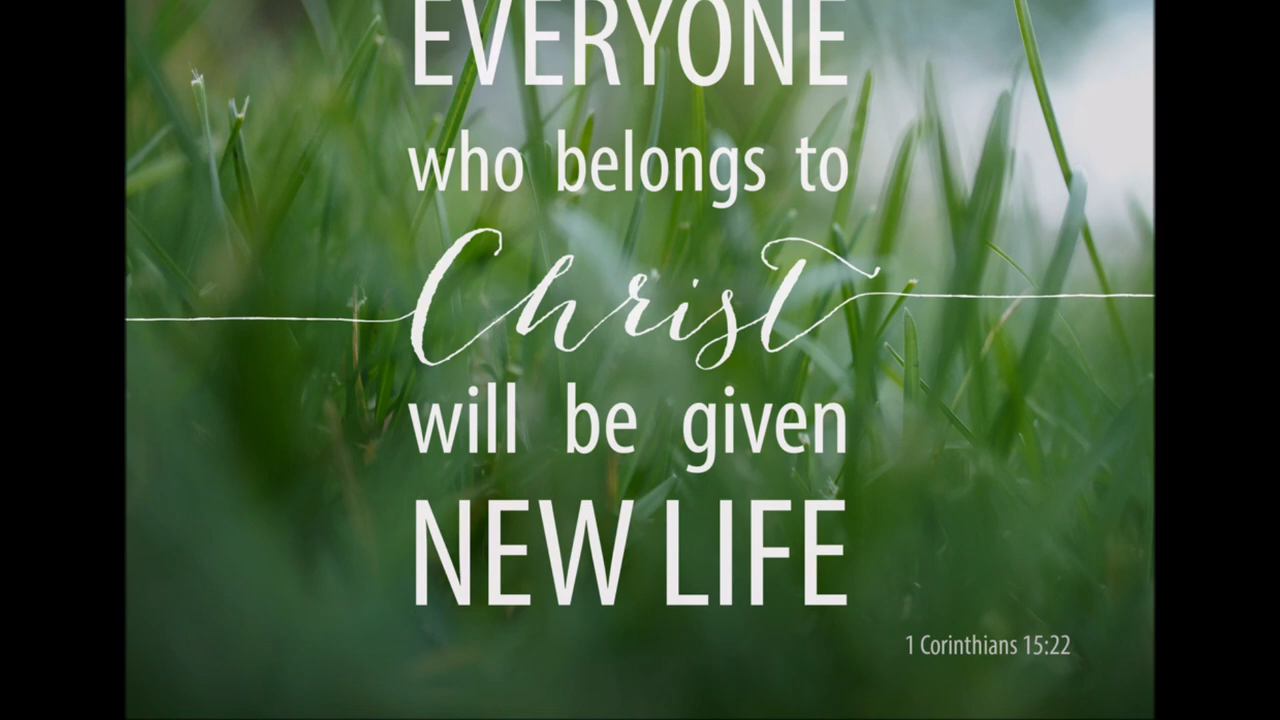 EVERYONE
who belongs to
Christ
will be given
NEW LIFE
1 Corinthians 15:22